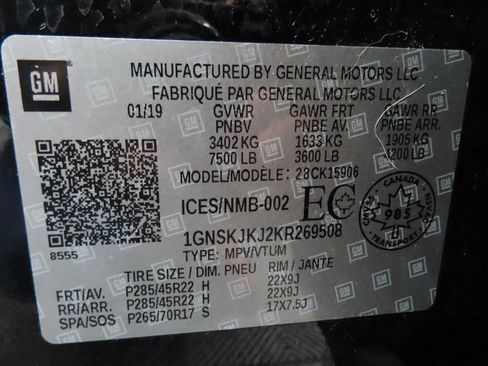 GM
MANUFACTURED BY GENERAL MOTORS LLC
FABRIQUÉ PAR GENERAL MOTORS LLC
01/19 GVWR GAWR FRT GAWR RR
PNBV PNBE AV. PNBE ARR.
3402 KG 1633 KG 1905 KG
7500 LB 3600 LB 4200 LB
MODEL/MODÈLE: 23CK15906
ICES/NMB-002 EC
CANADA
985
1GNSKJKJ2KR269508
8555
TYPE: MPV/VTUM
TIRE SIZE / DIM. PNEU RIM / JANTE
FRT/AV. P285/45R22 H 22X9J
RR/ARR. P285/45R22 H 22X9J
SPA/SOS P265/70R17 S 17X7.5J